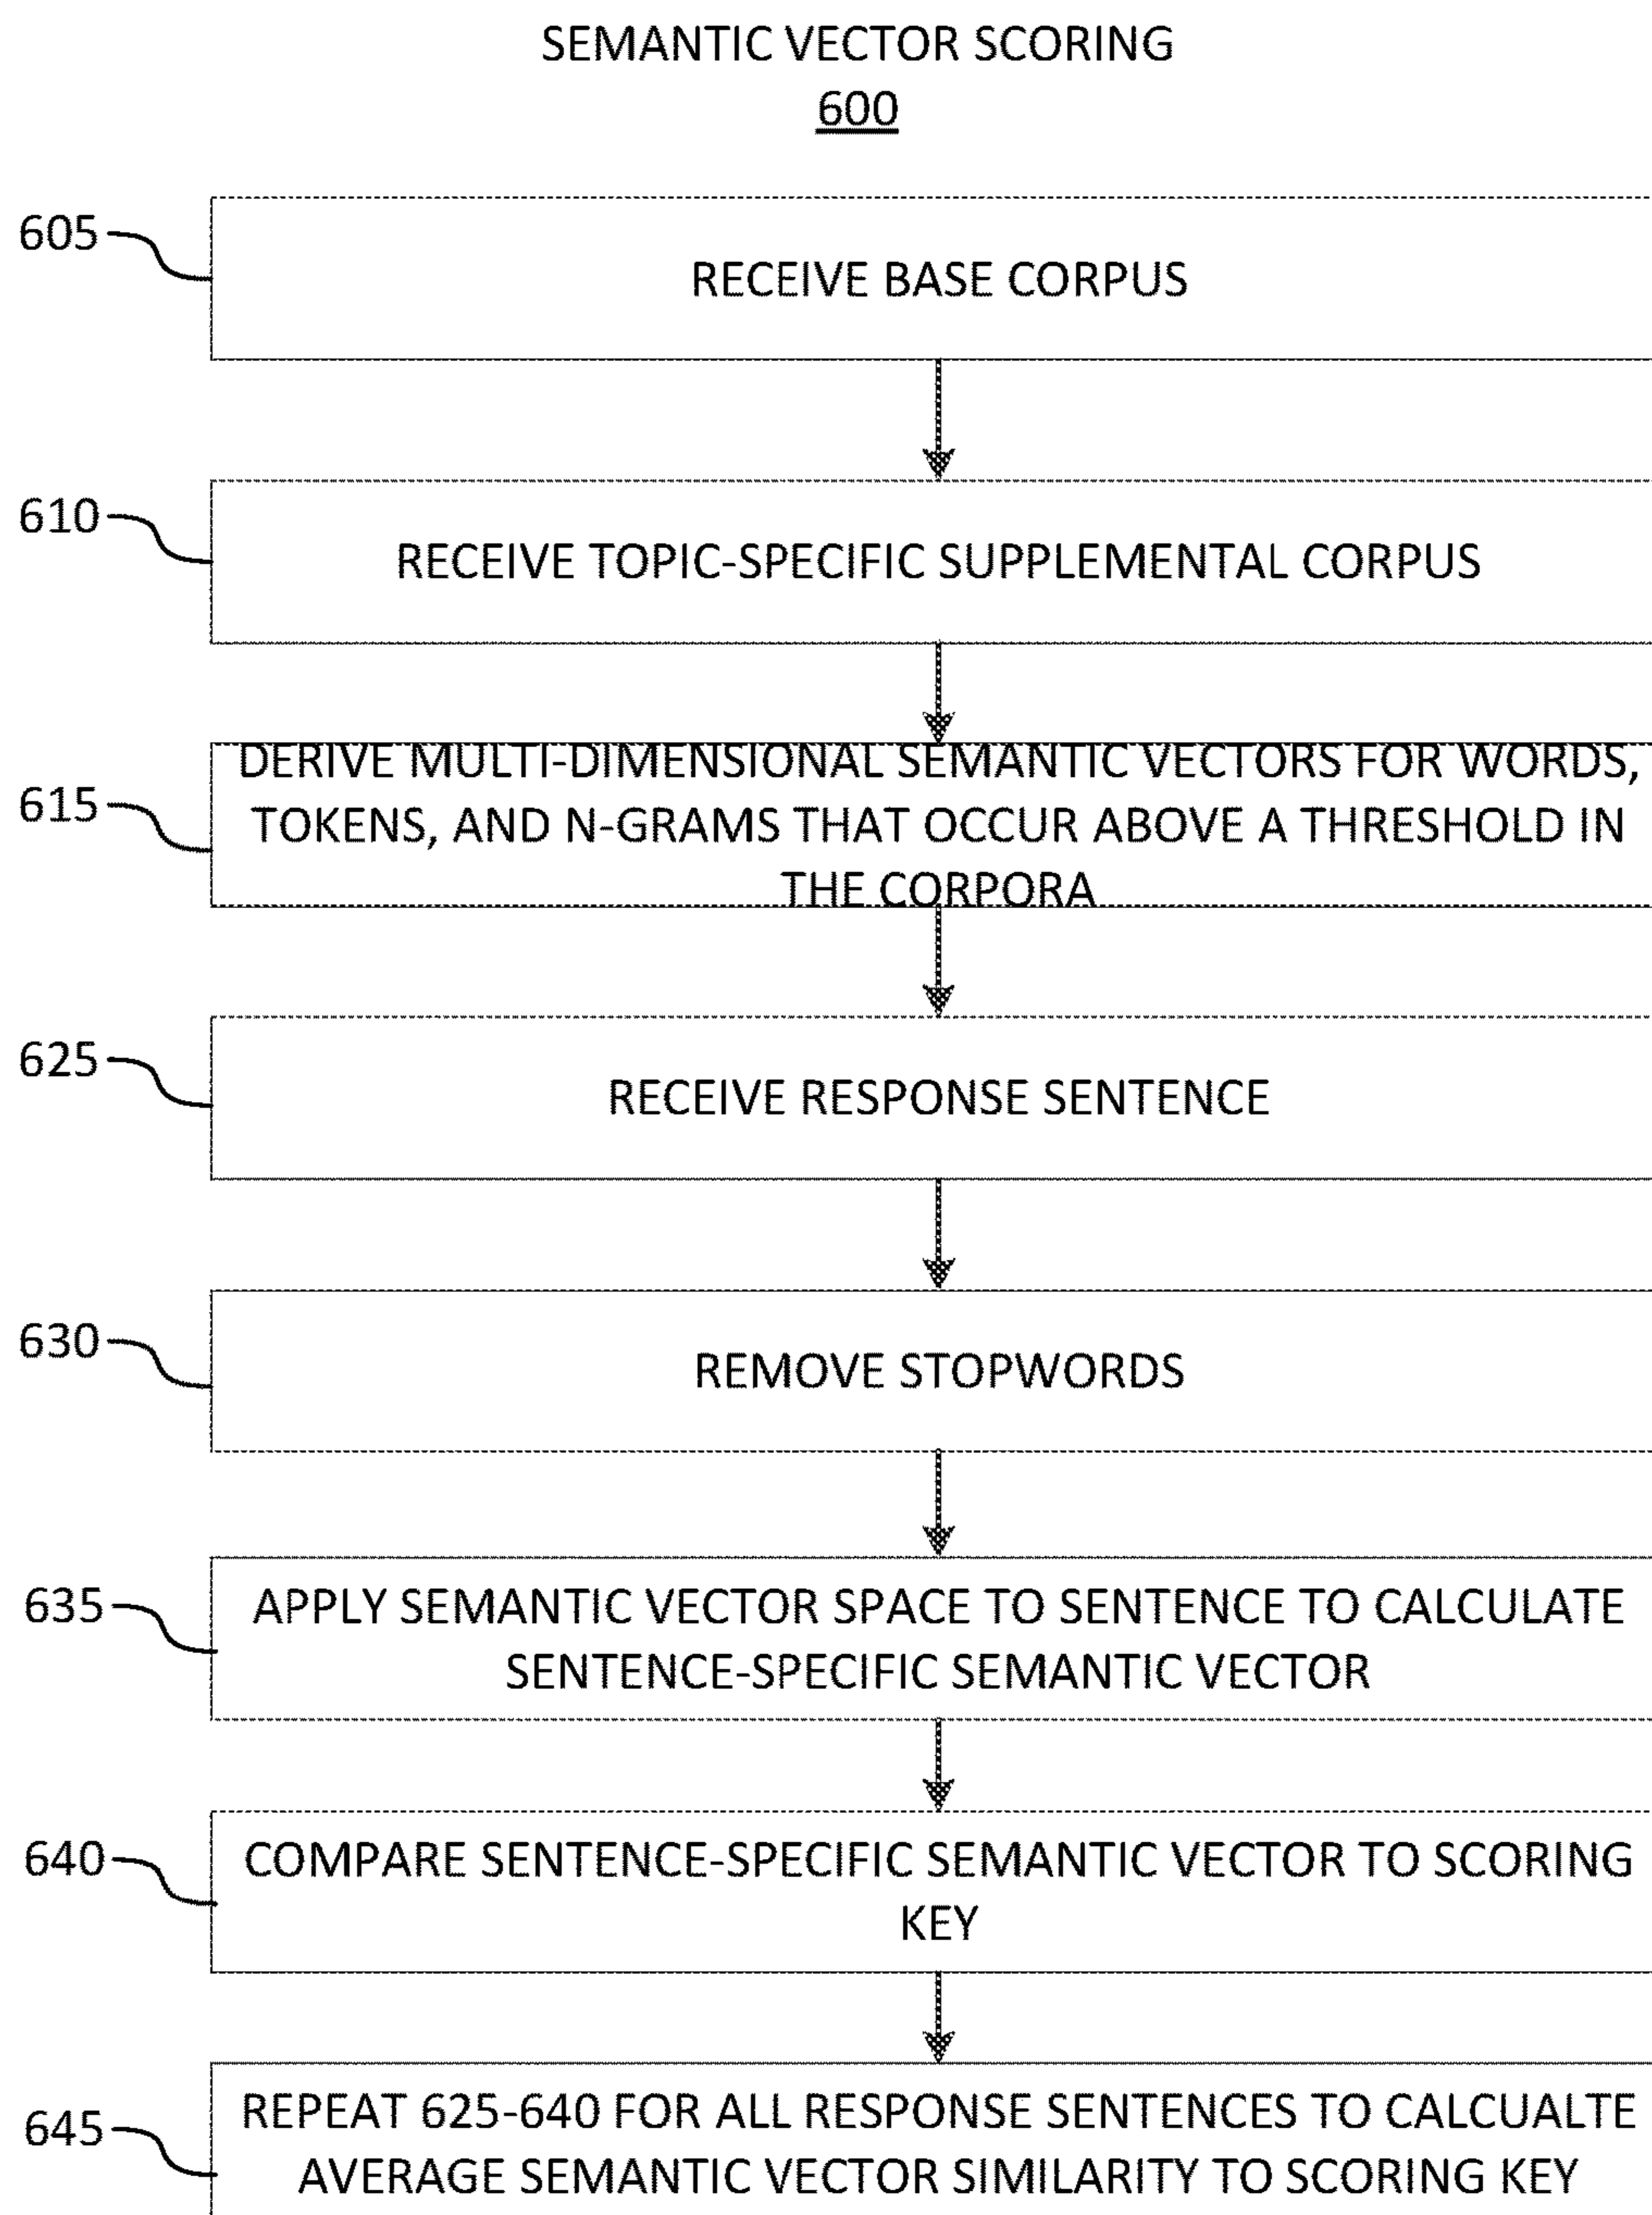 SEMANTIC VECTOR SCORING
600
605
RECEIVE BASE CORPUS
610
RECEIVE TOPIC-SPECIFIC SUPPLEMENTAL CORPUS
615
DERIVE MULTI-DIMENSIONAL SEMANTIC VECTORS FOR WORDS,
TOKENS, AND N-GRAMS THAT OCCUR ABOVE A THRESHOLD IN
THE CORPORA
625
RECEIVE RESPONSE SENTENCE
630
REMOVE STOPWORDS
635
APPLY SEMANTIC VECTOR SPACE TO SENTENCE TO CALCULATE
SENTENCE-SPECIFIC SEMANTIC VECTOR
640
COMPARE SENTENCE-SPECIFIC SEMANTIC VECTOR TO SCORING
KEY
645
REPEAT 625-640 FOR ALL RESPONSE SENTENCES TO CALCUALTE
AVERAGE SEMANTIC VECTOR SIMILARITY TO SCORING KEY